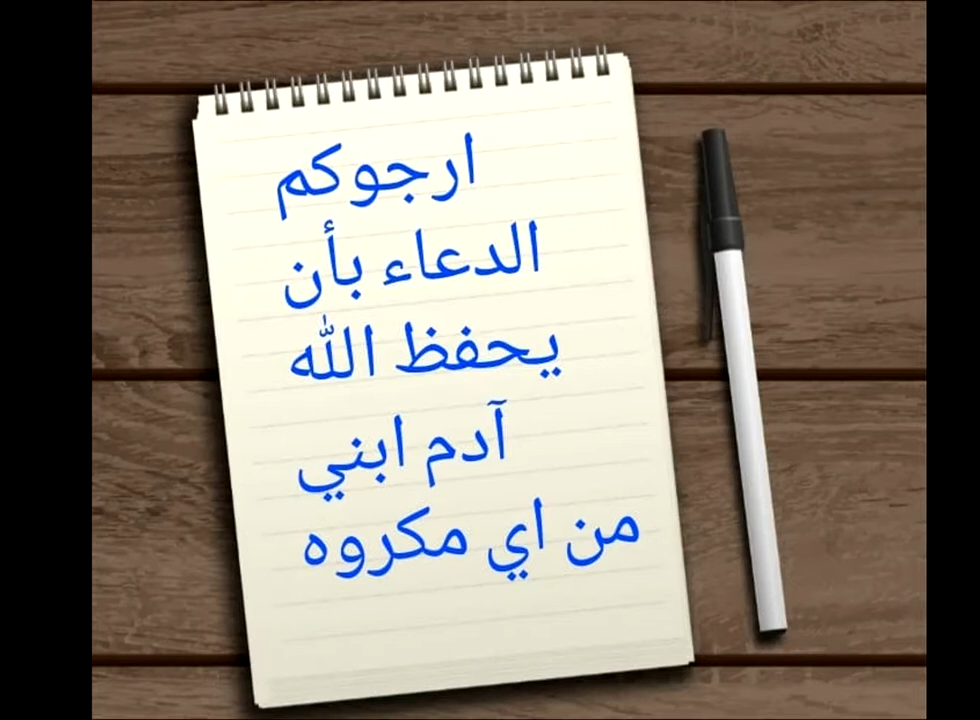 ارجوكم
الدعاء بأن
يحفظ الله
آدم ابني
من اي مكروه